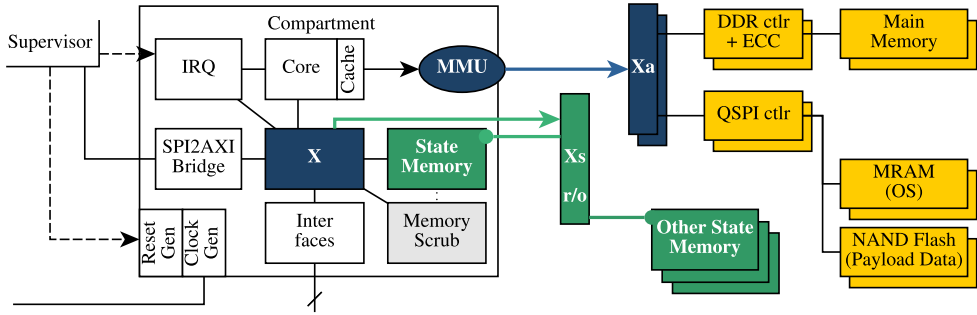 Supervisor
Compartment
IRQ
Core
Cache
MMU
Xa
DDR ctlr
+ ECC
Main
Memory
QSPI ctlr
SPI2AXI
Bridge
X
State
Memory
Xs
r/o
MRAM
(OS)
Reset
Gen
Clock
Gen
Inter
faces
Memory
Scrub
Other State
Memory
NAND Flash
(Payload Data)